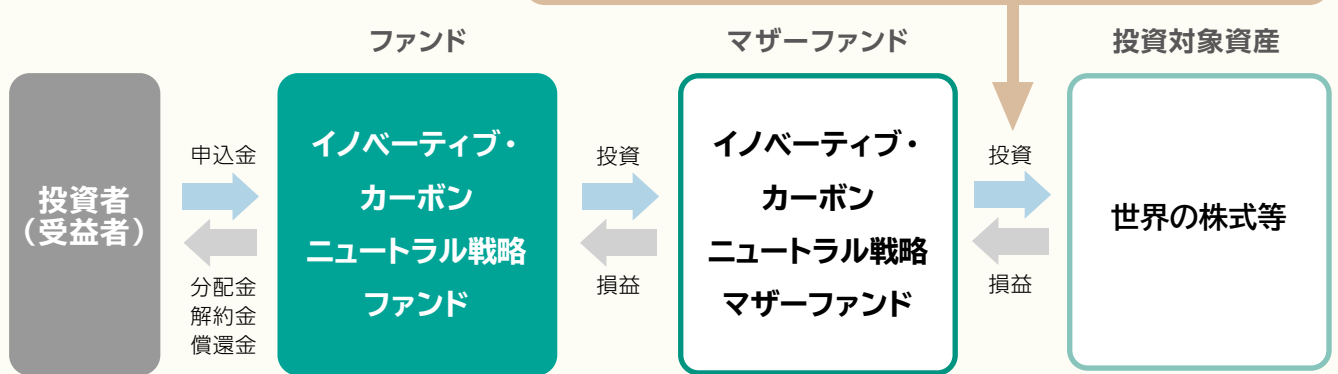 ファンド
マザーファンド
投資対象資産
投資者
（受益者）
申込金
分配金
解約金
償還金
イノベーティブ・
カーボン
ニュートラル戦略
ファンド
投資
損益
イノベーティブ・
カーボン
ニュートラル戦略
マザーファンド
投資
損益
世界の株式等